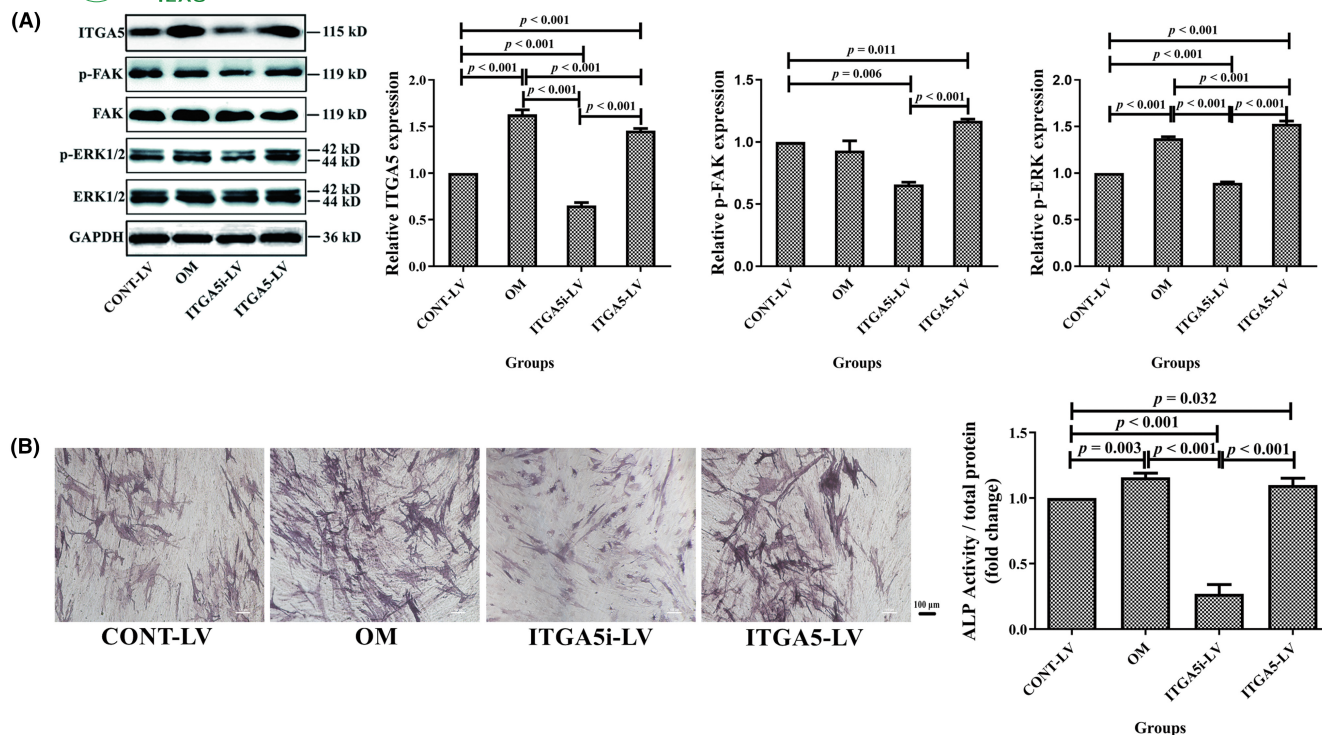 (A)
ITGA5
115 kD
p-FAK
119 kD
FAK
119 kD
p-ERK1/2
42 kD
44 kD
ERK1/2
42 kD
44 kD
GAPDH
36 kD
CONT-LV
OM
ITGA5i-LV
ITGA5-LV
p < 0.001
p < 0.001
p < 0.001
p < 0.001
p < 0.001
p < 0.001
Relative ITGA5 expression
2.0
1.5
1.0
0.5
0.0
CONT-LV
OM
ITGA5i-LV
ITGA5-LV
Groups
p = 0.011
p = 0.006
p < 0.001
Relative p-FAK expression
1.5
1.0
0.5
0.0
CONT-LV
OM
ITGA5i-LV
ITGA5-LV
Groups
p < 0.001
p < 0.001
p < 0.001
p < 0.001
p < 0.001
p < 0.001
Relative p-ERK expression
2.0
1.5
1.0
0.5
0.0
CONT-LV
OM
ITGA5i-LV
ITGA5-LV
Groups
(B)
CONT-LV
OM
ITGA5i-LV
ITGA5-LV
100 μm
p = 0.032
p < 0.001
p = 0.003
p < 0.001
p < 0.001
ALP Activity / total protein
(fold change)
1.5
1.0
0.5
0.0
CONT-LV
OM
ITGA5i-LV
ITGA5-LV
Groups